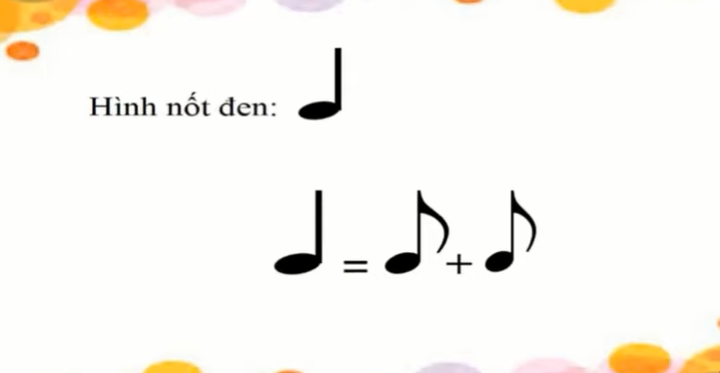 Hình nốt đen: ♩
♩ = ♪ + ♪